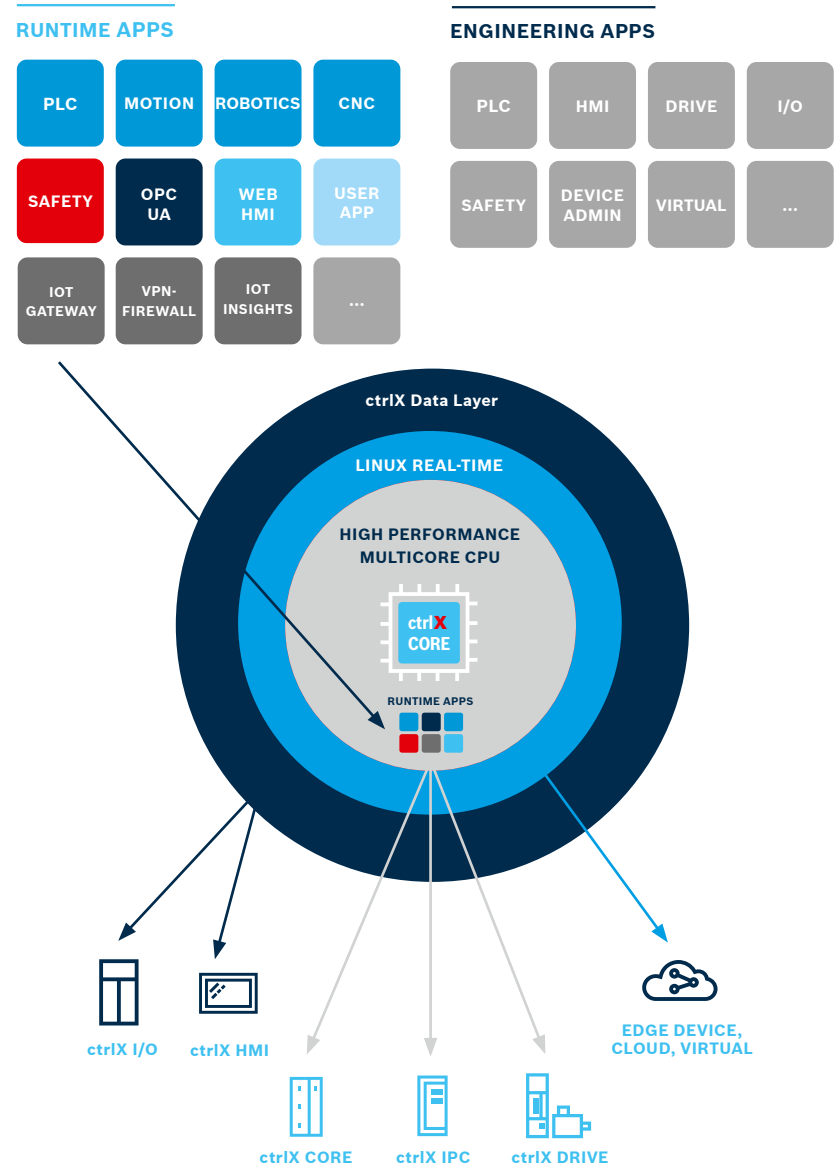 RUNTIME APPS
PLC
MOTION
ROBOTICS
CNC
SAFETY
OPC
UA
WEB
HMI
USER
APP
IOT
GATEWAY
VPN-
FIREWALL
IOT
INSIGHTS
...
ENGINEERING APPS
PLC
HMI
DRIVE
I/O
SAFETY
DEVICE
ADMIN
VIRTUAL
...
ctrlX Data Layer
LINUX REAL-TIME
HIGH PERFORMANCE
MULTICORE CPU
ctrlX
CORE
RUNTIME APPS
ctrlX I/O
ctrlX HMI
EDGE DEVICE,
CLOUD, VIRTUAL
ctrlX CORE
ctrlX IPC
ctrlX DRIVE